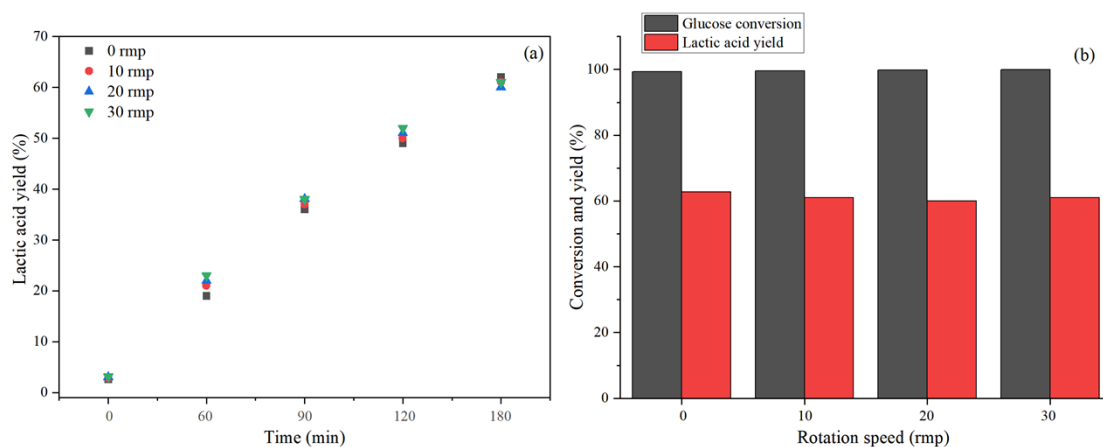 (a)
0 rmp
10 rmp
20 rmp
30 rmp
Lactic acid yield (%)
70
60
50
40
30
20
10
0
0 60 90 120 180
Time (min)
Glucose conversion
Lactic acid yield
(b)
Conversion and yield (%)
100
80
60
40
20
0
0 10 20 30
Rotation speed (rmp)